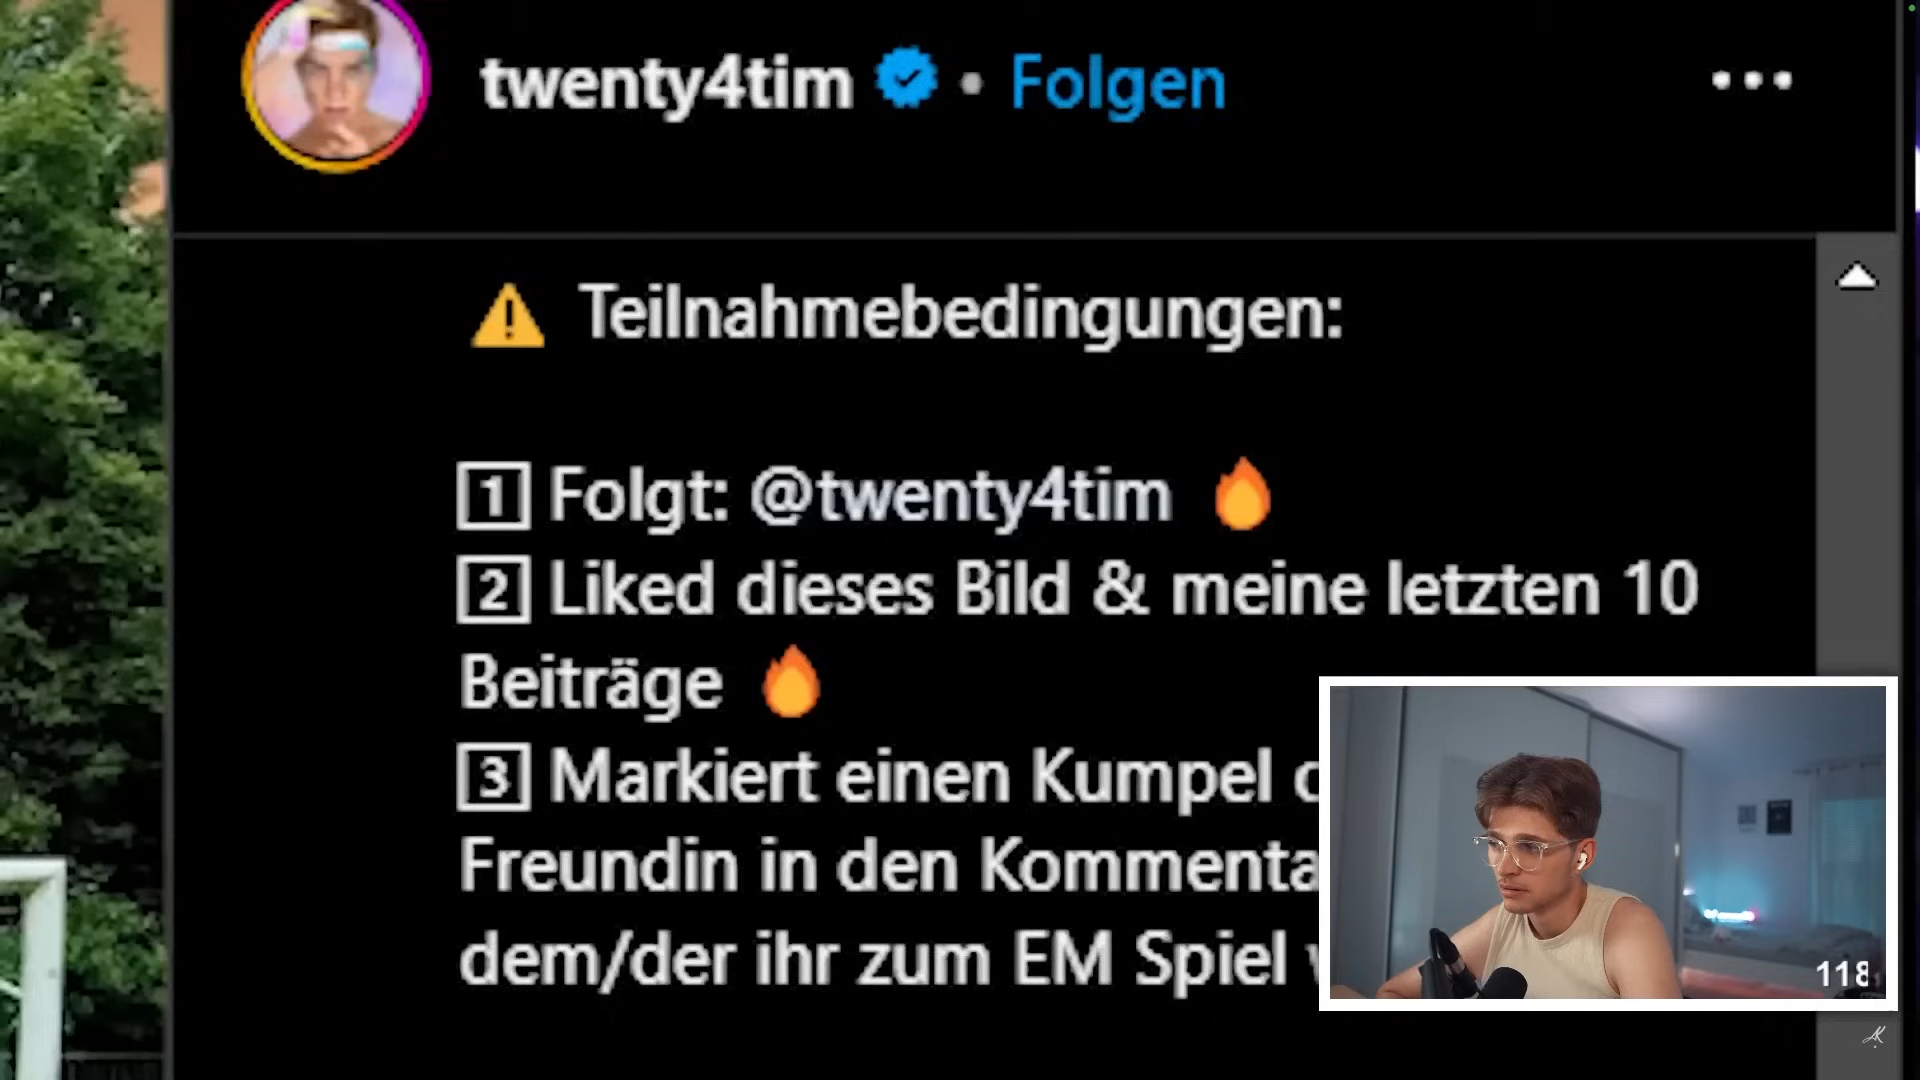 twenty4tim • Folgen
⚠️ Teilnahmebedingungen:
1 Folgt: @twenty4tim 🔥
2 Liked dieses Bild & meine letzten 10
Beiträge 🔥
3 Markiert einen Kumpel
Freundin in den
dem/der ihr zum EM Spiel
118